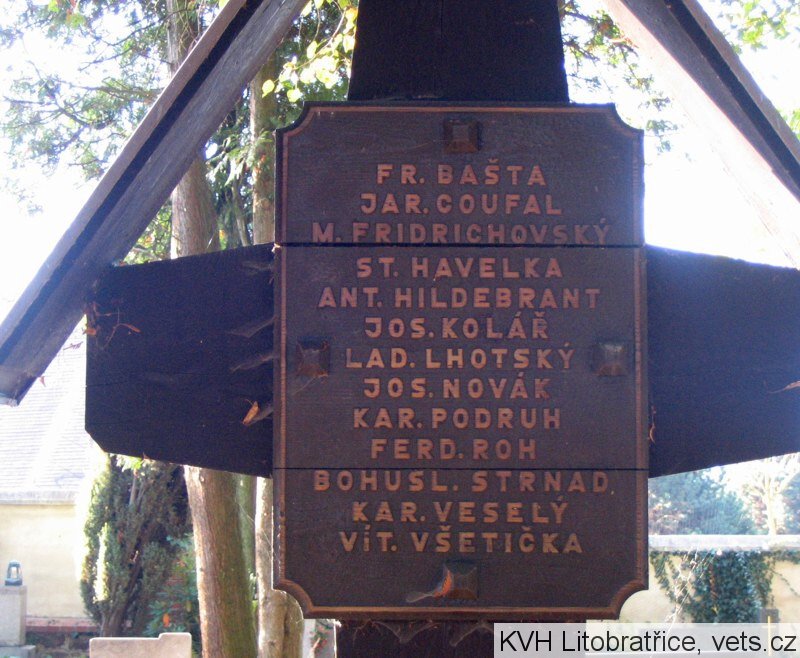 FR. BAŠTA
JAR. COUFAL
M. FRIDRICHOVSKÝ
ST. HAVELKA
ANT. HILDEBRANT
JOS. KOLÁŘ
LAD. LHOTSKÝ
JOS. NOVÁK
KAR. PODRUH
FERD. ROH
BOHUSL. STRNAD
KAR. VESELÝ
VÍT. VŠETIČKA
KVH Litobratřice, vets.cz